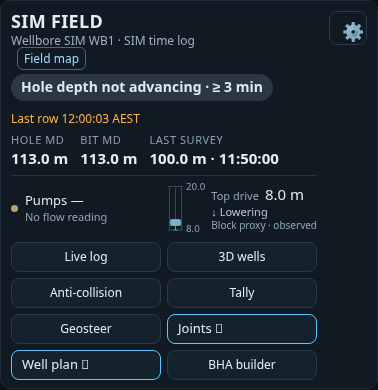 SIM FIELD
Wellbore SIM WB1 · SIM time log
Field map
Hole depth not advancing · ≥ 3 min
Last row 12:00:03 AEST
HOLE MD BIT MD LAST SURVEY
113.0 m 113.0 m 100.0 m · 11:50:00
Pumps —
No flow reading
20.0
8.0
Top drive 8.0 m
↓ Lowering
Block proxy · observed
Live log 3D wells
Anti-collision Tally
Geosteer Joints
Well plan BHA builder